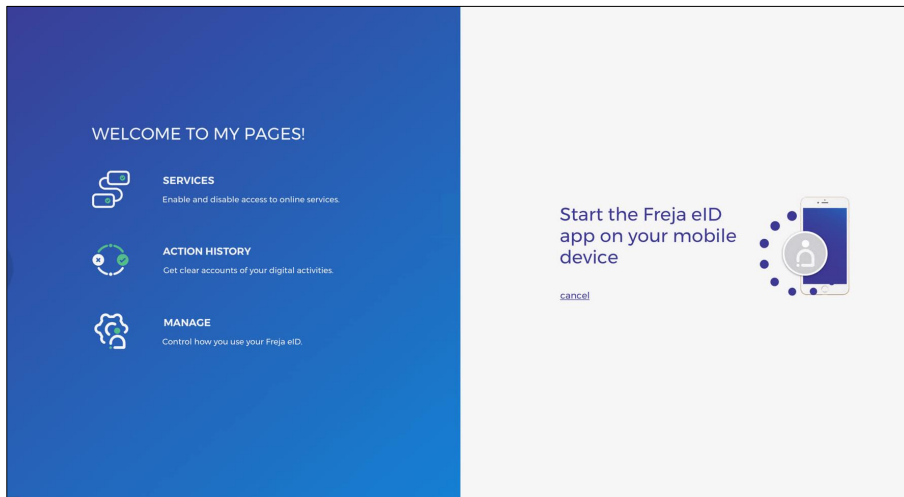 WELCOME TO MY PAGES!
SERVICES
Enable and disable access to online services.
ACTION HISTORY
Get clear accounts of your digital activities.
MANAGE
Control how you use your Freja eID.
Start the Freja eID
app on your mobile
device
cancel